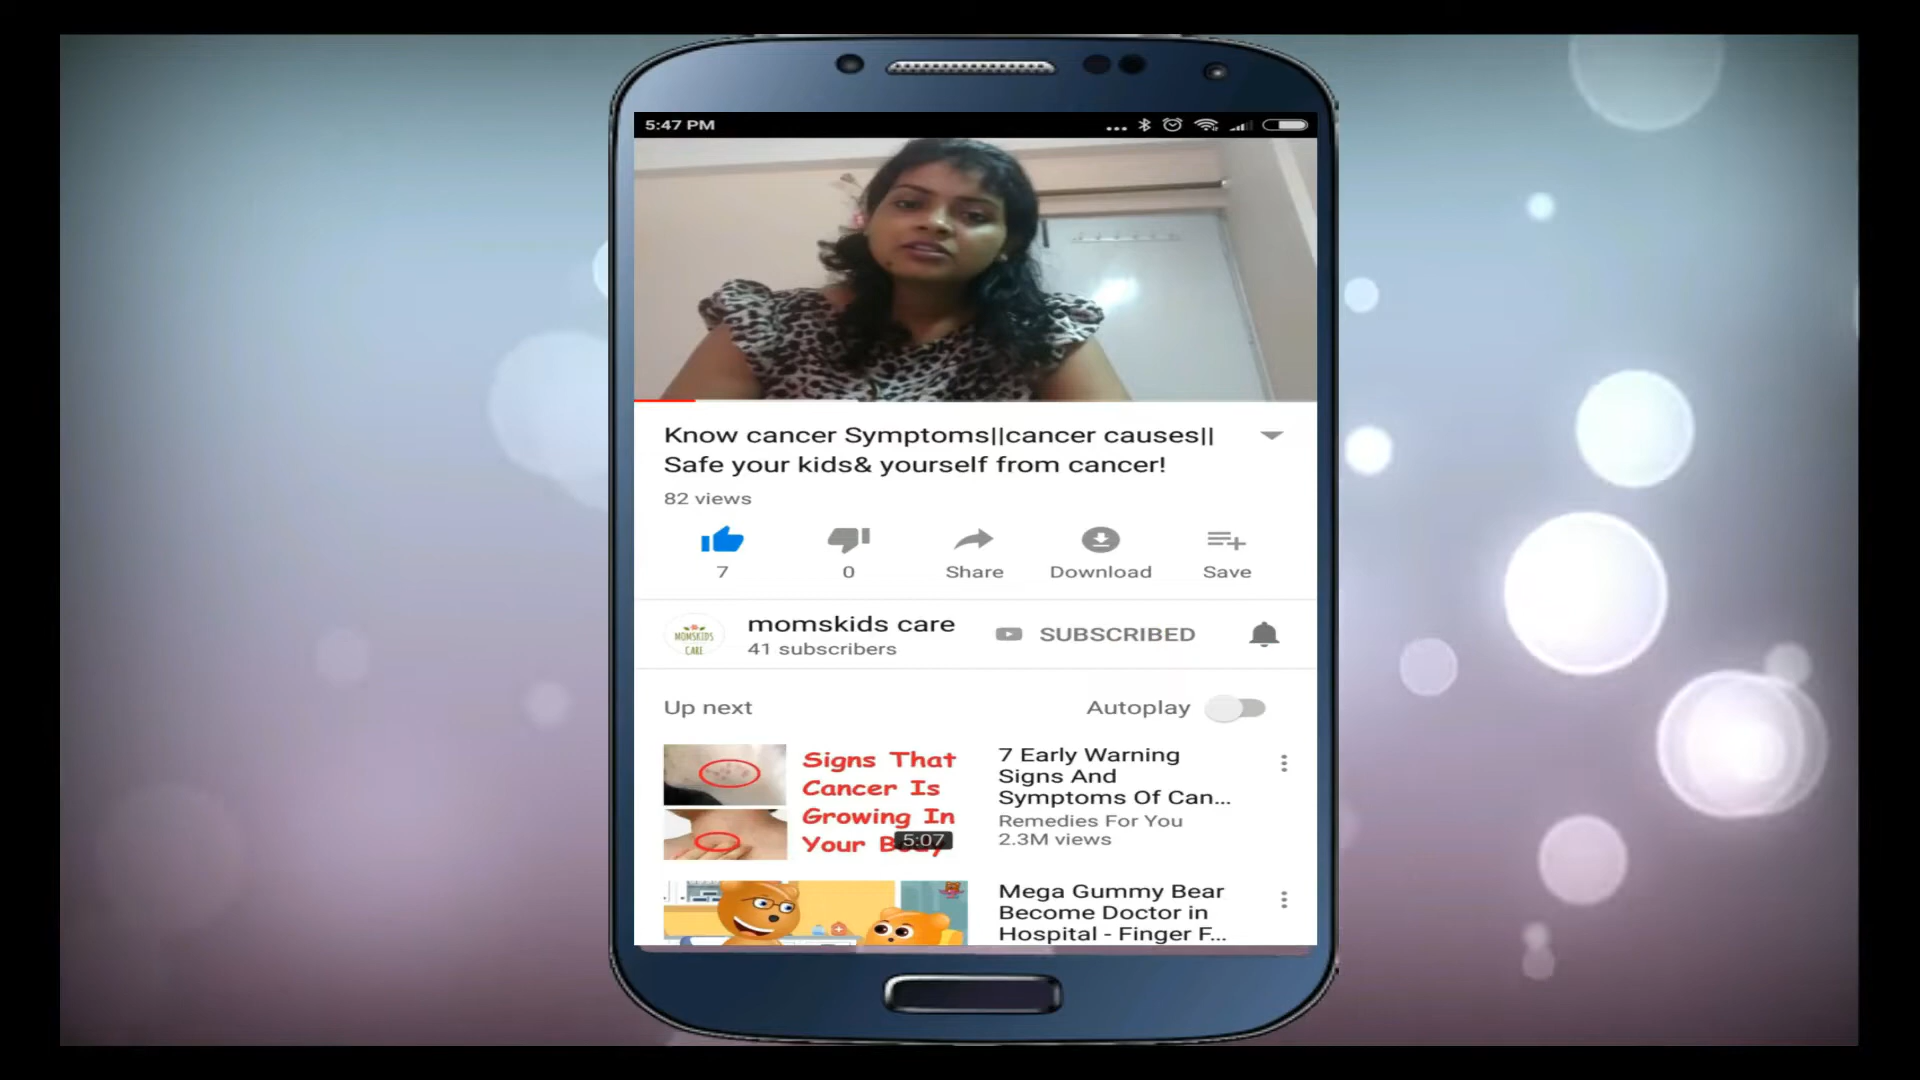 5:47 PM
Know cancer Symptoms||cancer causes||
Safe your kids& yourself from cancer!
82 views
7
0
Share
Download
Save
MOMSKIDS
CARE
momskids care
41 subscribers
SUBSCRIBED
Up next
Autoplay
Signs That
Cancer Is
Growing In
Your Body
5:07
7 Early Warning
Signs And
Symptoms Of Can...
Remedies For You
2.3M views
Mega Gummy Bear
Become Doctor in
Hospital - Finger F...